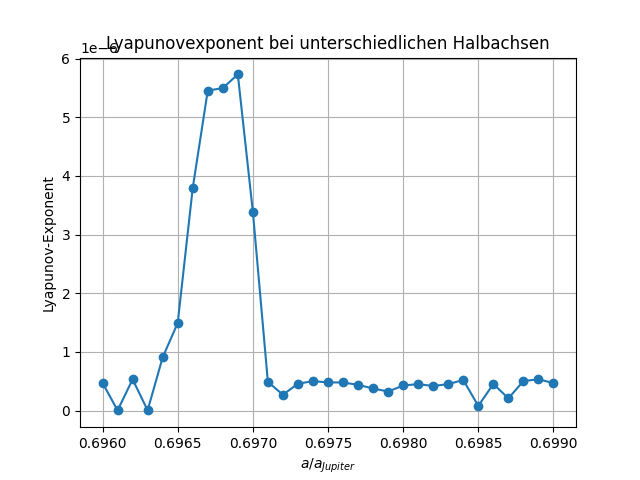 Lyapunovexponent bei unterschiedlichen Halbachsen
1e−6
6
5
4
3
2
1
0
Lyapunov-Exponent
0.6960 0.6965 0.6970 0.6975 0.6980 0.6985 0.6990
a/a_Jupiter